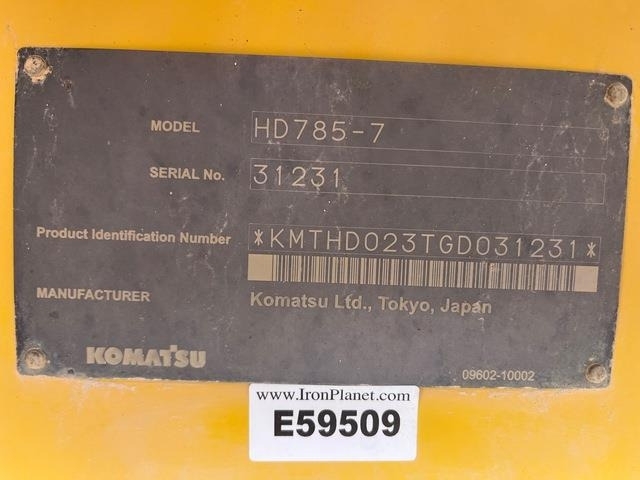 MODEL HD785-7
SERIAL No. 31231
Product Identification Number *KMTHD023TGD031231*
MANUFACTURER Komatsu Ltd., Tokyo, Japan
KOMATSU
09602-10002
www.IronPlanet.com
E59509